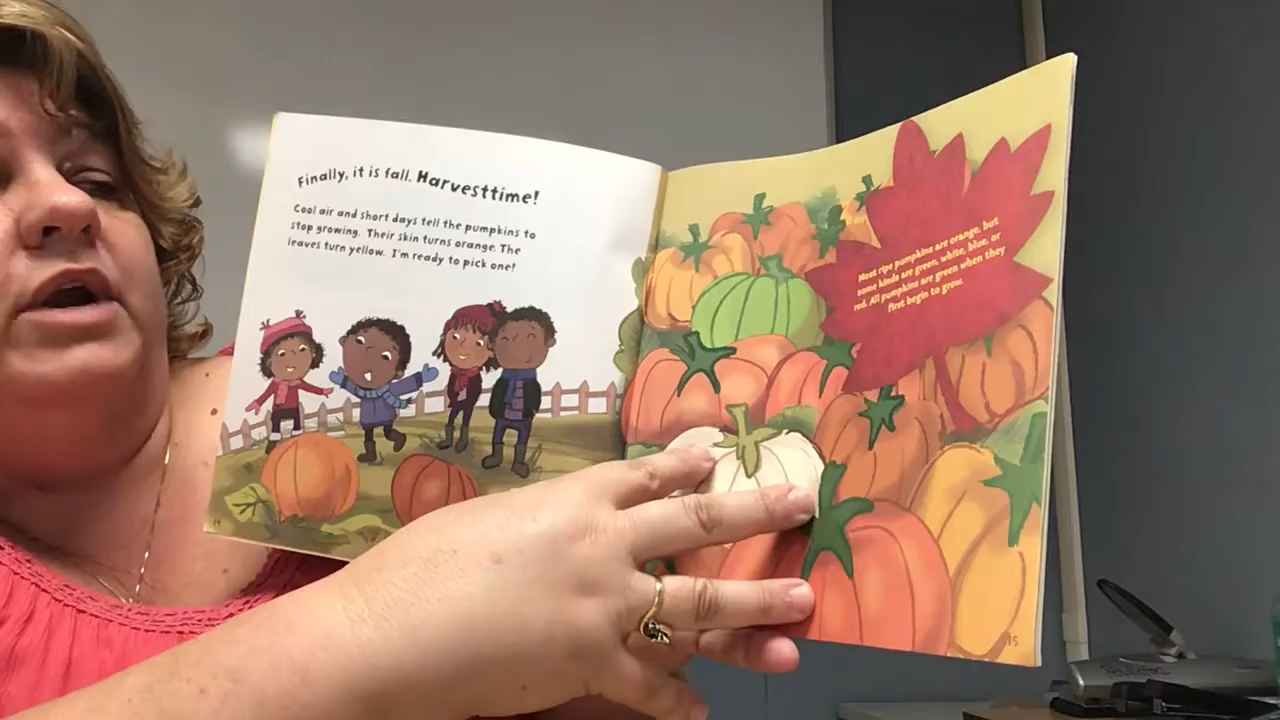 Finally, it is fall. Harvesttime!
Cool air and short days tell the pumpkins to
stop growing. Their skin turns orange. The
leaves turn yellow. I'm ready to pick one!
Most ripe pumpkins are orange, but
some kinds are green, white, blue, or
red. All pumpkins are green when they
first begin to grow.
14
15